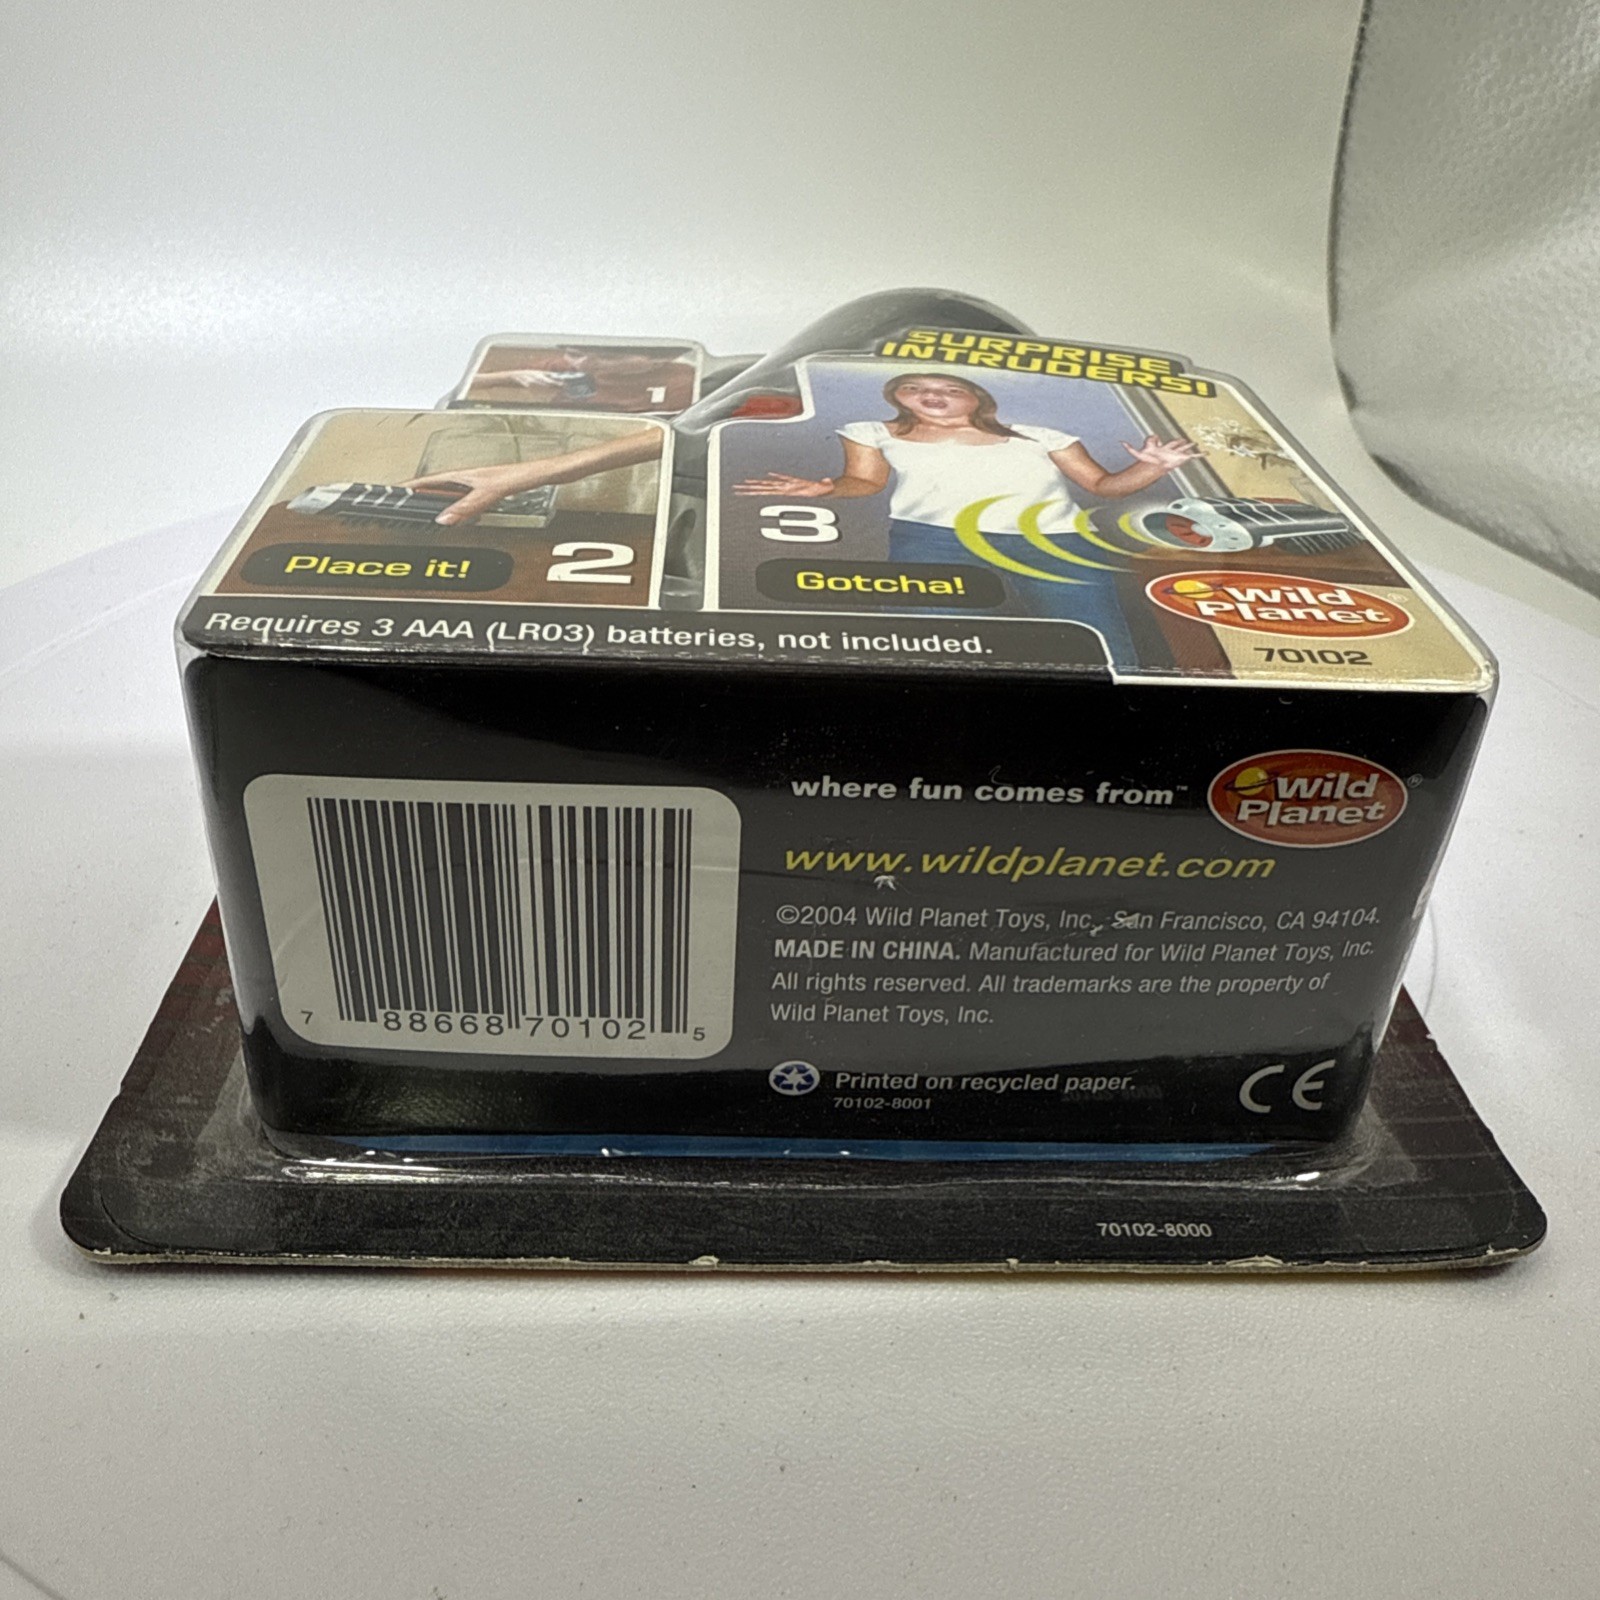 SURPRISE
INTRUDERS!
1
2
Place it!
3
Gotcha!
Wild
Planet®
70102
Requires 3 AAA (LR03) batteries, not included.
where fun comes from™
Wild
Planet®
www.wildplanet.com
©2004 Wild Planet Toys, Inc., San Francisco, CA 94104.
MADE IN CHINA. Manufactured for Wild Planet Toys, Inc.
All rights reserved. All trademarks are the property of
Wild Planet Toys, Inc.
7 88668 70102 5
Printed on recycled paper.
70102-8001
CE
70102-8000